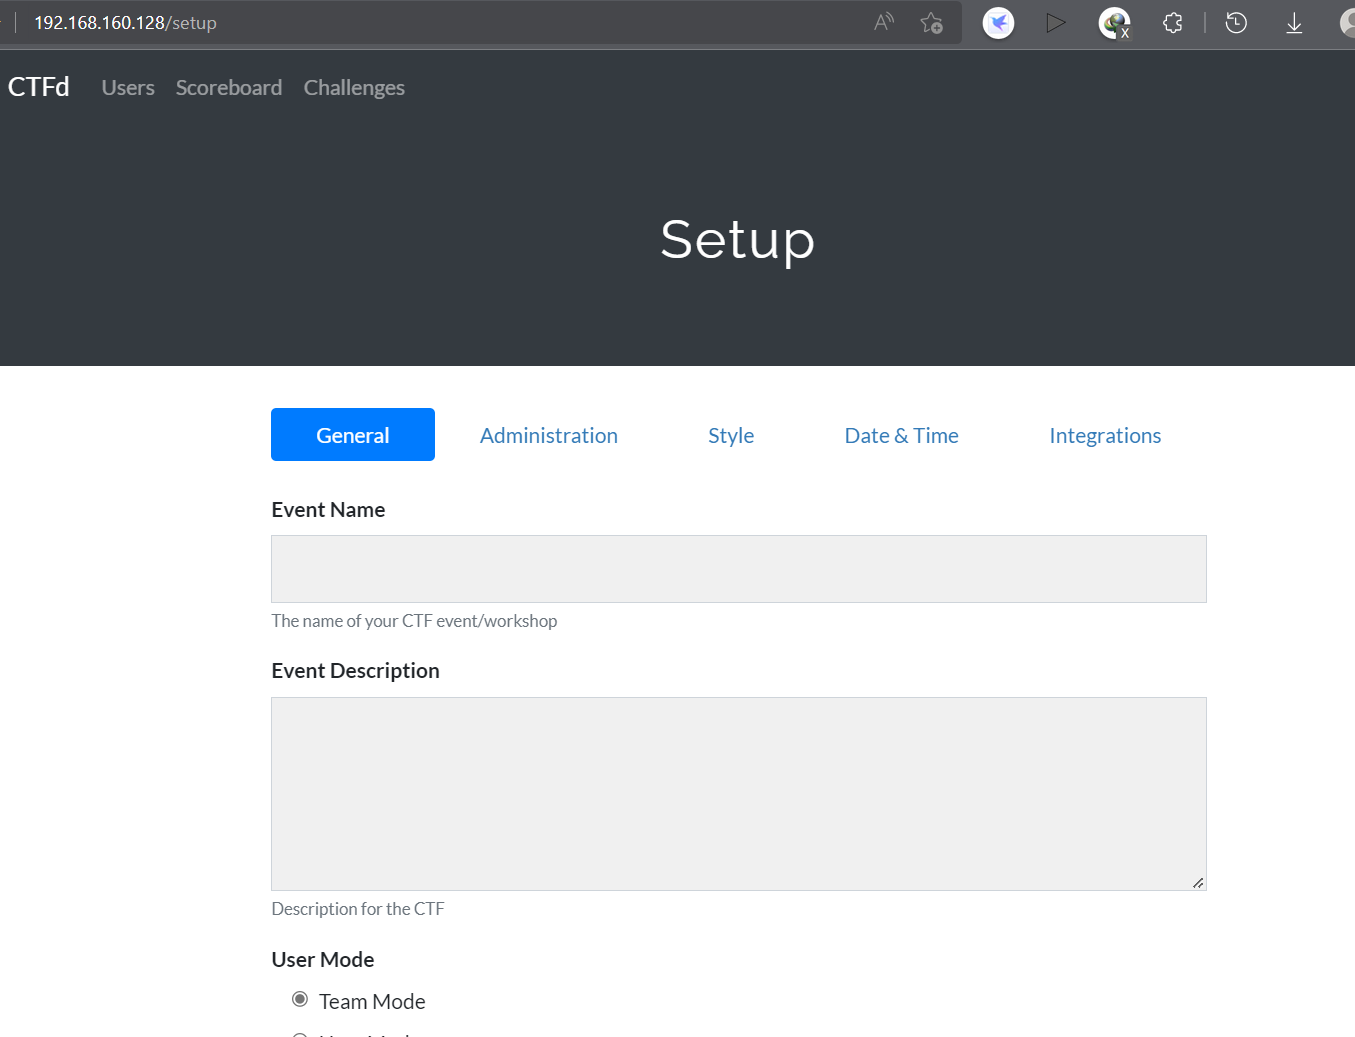 192.168.160.128/setup
CTFd Users Scoreboard Challenges
Setup
General Administration Style Date & Time Integrations
Event Name
The name of your CTF event/workshop
Event Description
Description for the CTF
User Mode
Team Mode